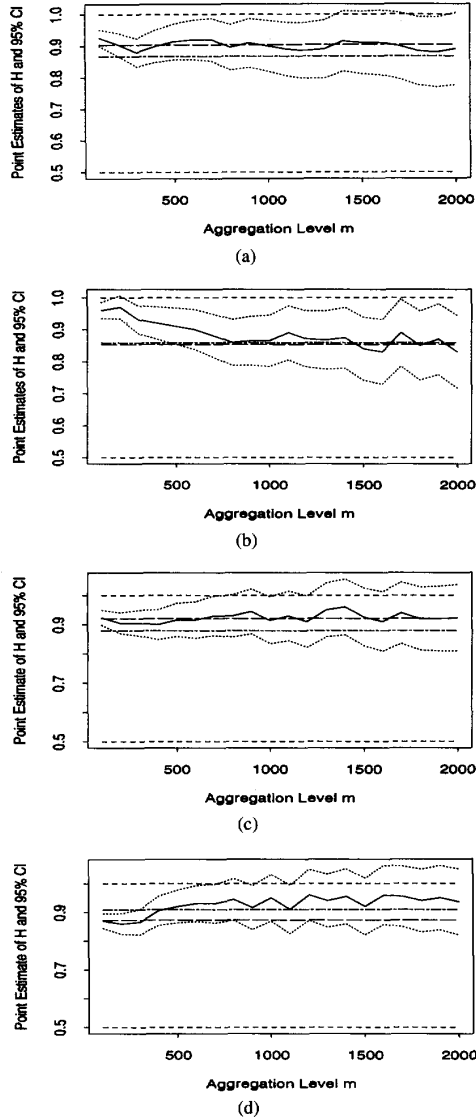 Point Estimates of H and 95% CI
1.0
0.9
0.8
0.7
0.6
0.5
500
1000
1500
2000
Aggregation Level m
(a)
Point Estimates of H and 95% CI
1.0
0.9
0.8
0.7
0.6
0.5
500
1000
1500
2000
Aggregation Level m
(b)
Point Estimate of H and 95% CI
0.9
0.7
0.5
500
1000
1500
2000
Aggregation Level m
(c)
Point Estimate of H and 95% CI
0.9
0.7
0.5
500
1000
1500
2000
Aggregation Level m
(d)